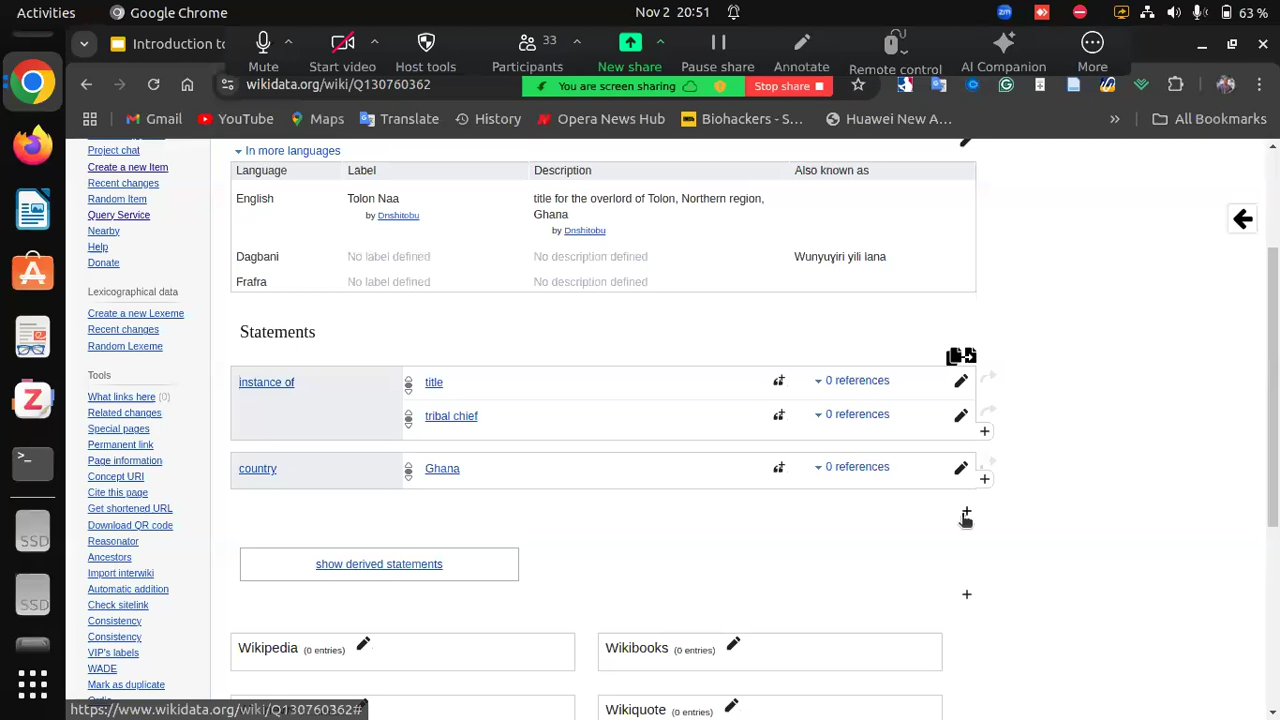 Activities
Google Chrome
Nov 2 20:51
zm
63 %
Introduction to
Mute
Start video
Host tools
33
Participants
New share
Pause share
Annotate
Remote control
AI Companion
More
wikidata.org/wiki/Q130760362
You are screen sharing
Stop share
Gmail
YouTube
Maps
Translate
History
Opera News Hub
Biohackers - S...
Huawei New A...
»
All Bookmarks
Project chat
Create a new Item
Recent changes
Random Item
Query Service
Nearby
Help
Donate
Lexicographical data
Create a new Lexeme
Recent changes
Random Lexeme
Tools
What links here (0)
Related changes
Special pages
Permanent link
Page information
Concept URI
Cite this page
Get shortened URL
Download QR code
Reasonator
Ancestors
Import interwiki
Automatic addition
Check sitelink
Consistency
Consistency
VIP's labels
WADE
Mark as duplicate
In more languages
Language Label Description Also known as
English Tolon Naa title for the overlord of Tolon, Northern region,
Ghana
by Dnshitobu
by Dnshitobu
Dagbani No label defined No description defined Wunyuyiri yili lana
Frafra No label defined No description defined
Statements
instance of title 0 references
tribal chief 0 references
country Ghana 0 references
show derived statements
Wikipedia (0 entries)
Wikibooks (0 entries)
Wikiquote (0 entries)
SSD
SSD
https://www.wikidata.org/wiki/Q130760362#